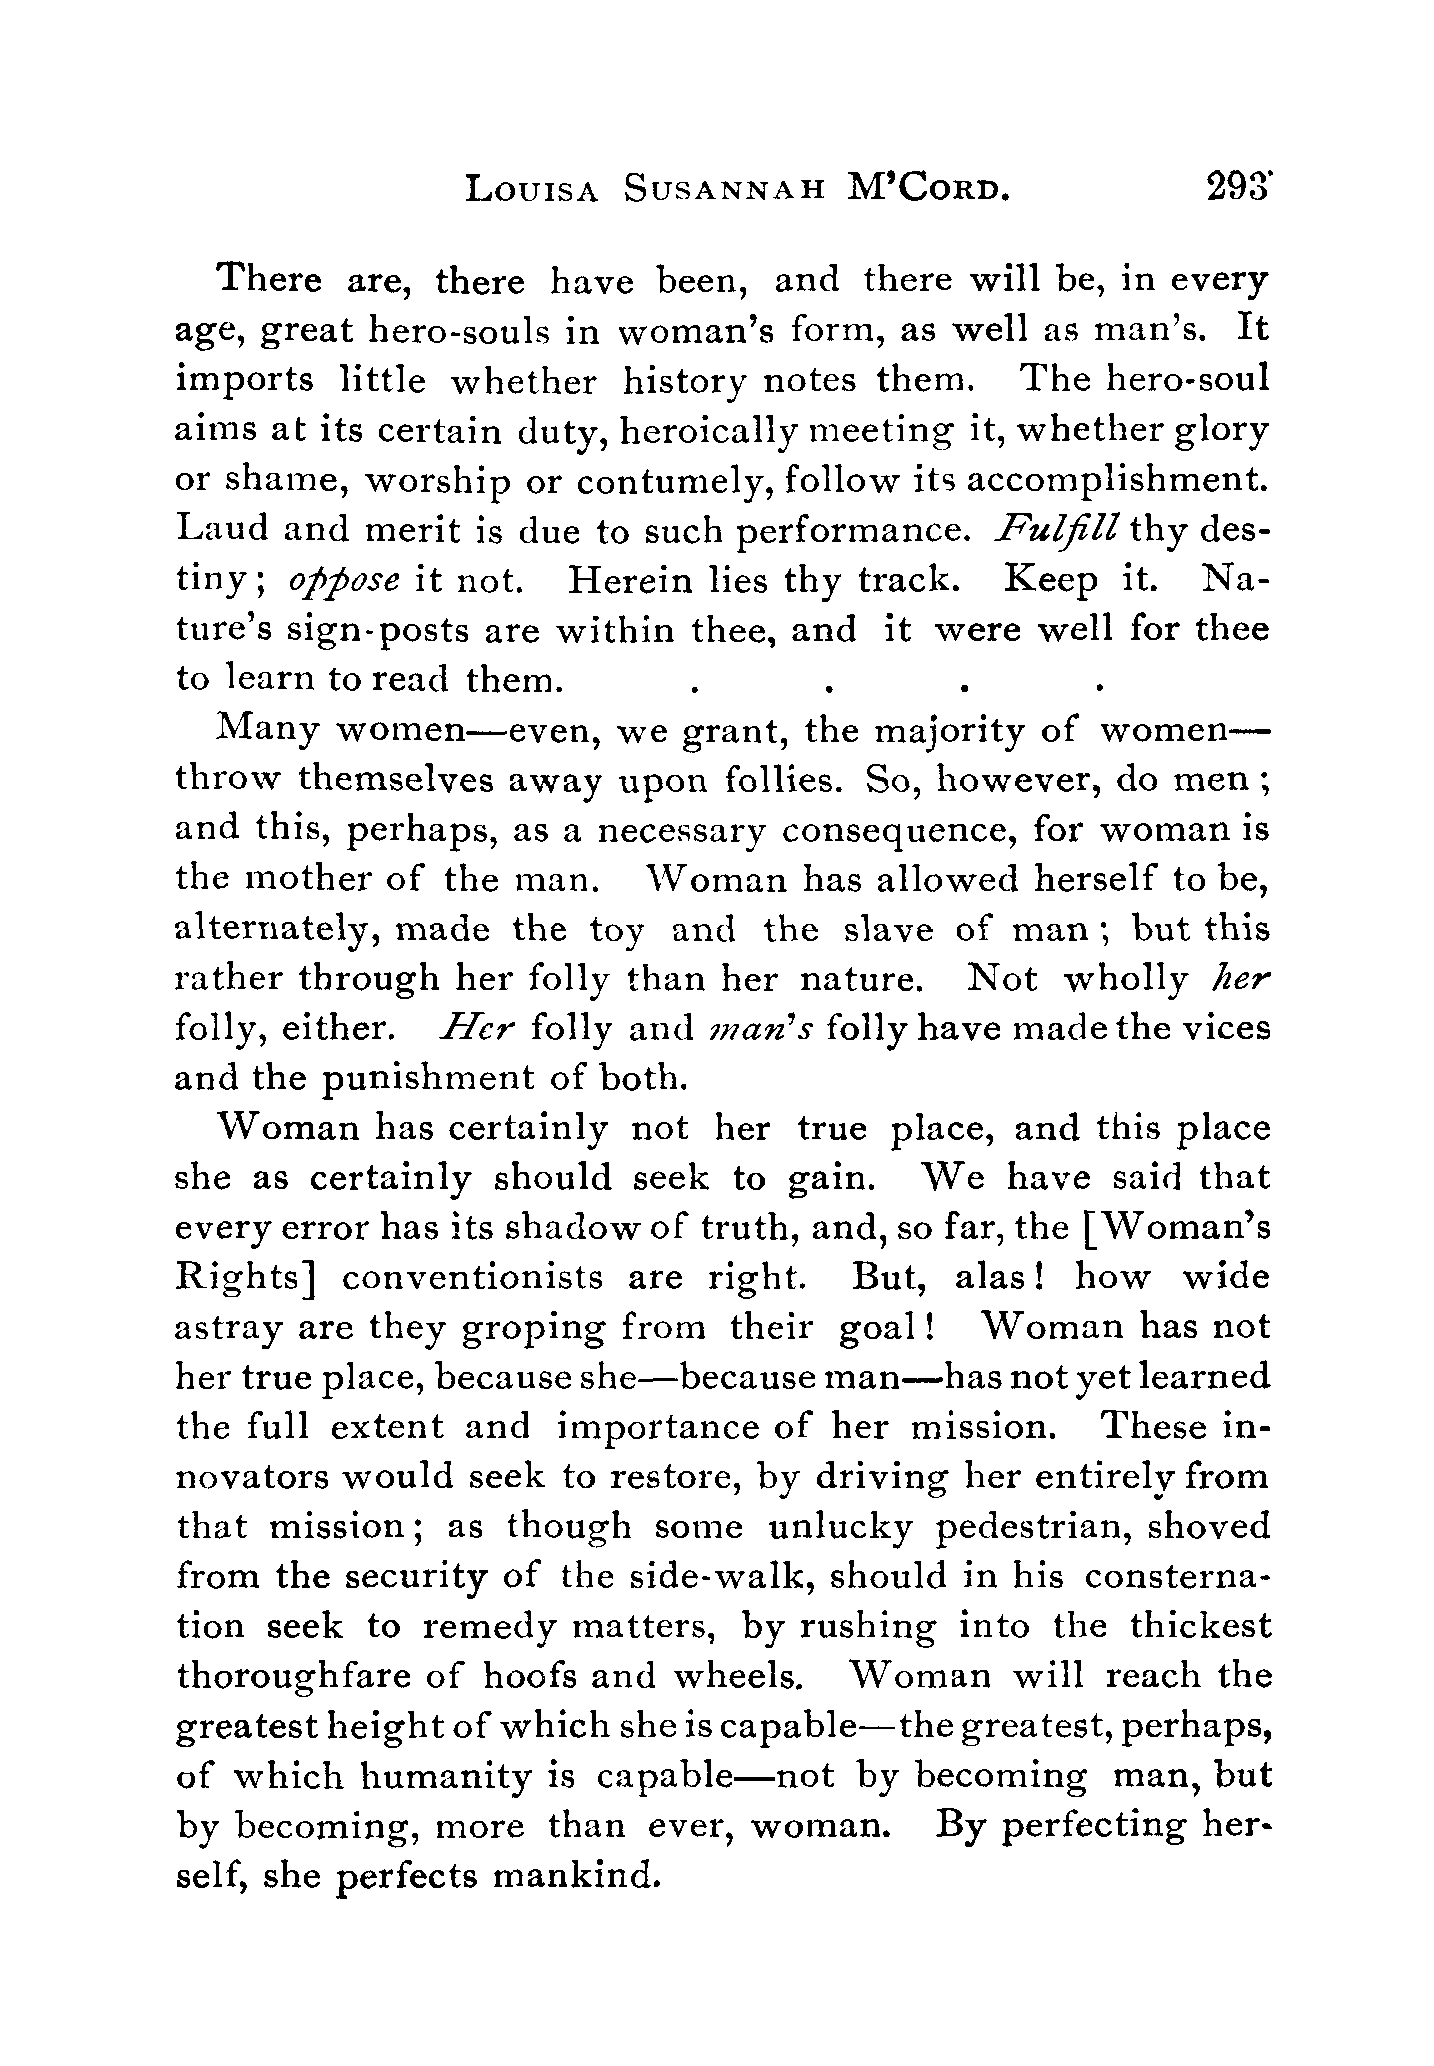 LOUISA SUSANNAH M'CORD. 293
There are, there have been, and there will be, in every
age, great hero-souls in woman's form, as well as man's. It
imports little whether history notes them. The hero-soul
aims at its certain duty, heroically meeting it, whether glory
or shame, worship or contumely, follow its accomplishment.
Laud and merit is due to such performance. Fulfill thy des-
tiny; oppose it not. Herein lies thy track. Keep it. Na-
ture's sign-posts are within thee, and it were well for thee
to learn to read them. . . . .
Many women—even, we grant, the majority of women—
throw themselves away upon follies. So, however, do men;
and this, perhaps, as a necessary consequence, for woman is
the mother of the man. Woman has allowed herself to be,
alternately, made the toy and the slave of man; but this
rather through her folly than her nature. Not wholly her
folly, either. Her folly and man's folly have made the vices
and the punishment of both.
Woman has certainly not her true place, and this place
she as certainly should seek to gain. We have said that
every error has its shadow of truth, and, so far, the [Woman's
Rights] conventionists are right. But, alas! how wide
astray are they groping from their goal! Woman has not
her true place, because she—because man—has not yet learned
the full extent and importance of her mission. These in-
novators would seek to restore, by driving her entirely from
that mission; as though some unlucky pedestrian, shoved
from the security of the side-walk, should in his consterna-
tion seek to remedy matters, by rushing into the thickest
thoroughfare of hoofs and wheels. Woman will reach the
greatest height of which she is capable—the greatest, perhaps,
of which humanity is capable—not by becoming man, but
by becoming, more than ever, woman. By perfecting her-
self, she perfects mankind.